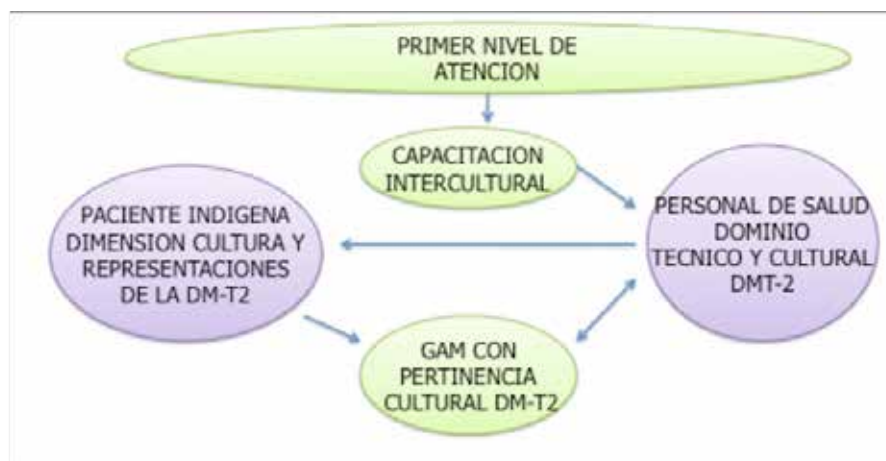 PRIMER NIVEL DE
ATENCION
CAPACITACION
INTERCULTURAL
PACIENTE INDIGENA
DIMENSION CULTURA Y
REPRESENTACIONES
DE LA DM-T2
PERSONAL DE SALUD
DOMINIO
TECNICO Y CULTURAL
DMT-2
GAM CON
PERTINENCIA
CULTURAL DM-T2